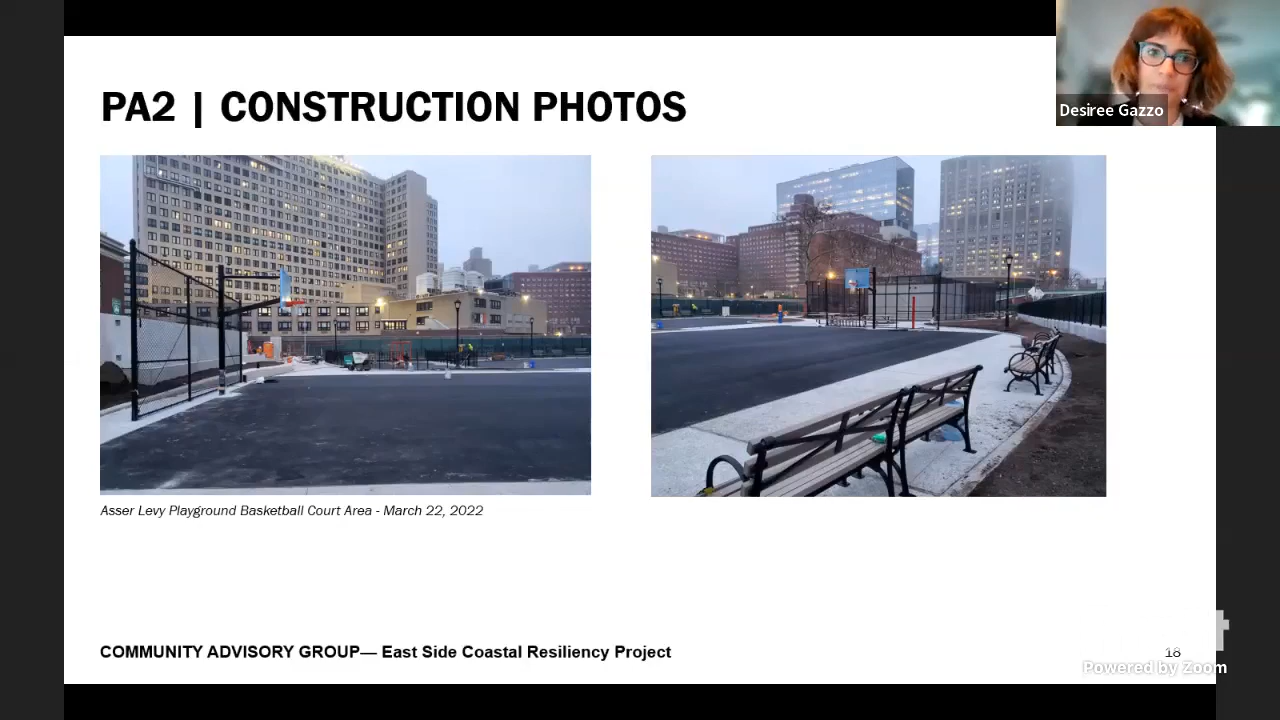 PA2 | CONSTRUCTION PHOTOS
Desiree Gazzo
Asser Levy Playground Basketball Court Area - March 22, 2022
COMMUNITY ADVISORY GROUP— East Side Coastal Resiliency Project
18
Powered by Zoom